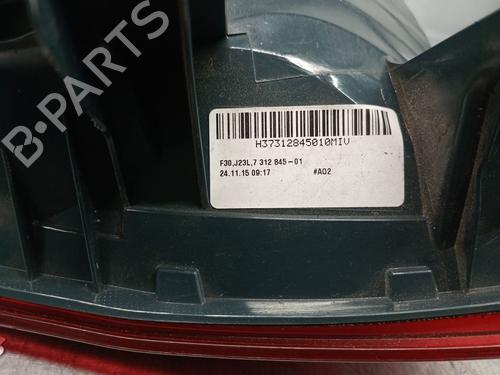 B-PARTS
H37312845010MIV
F30,J23L,7 312 845-01
24.11.15 09:17 #A02